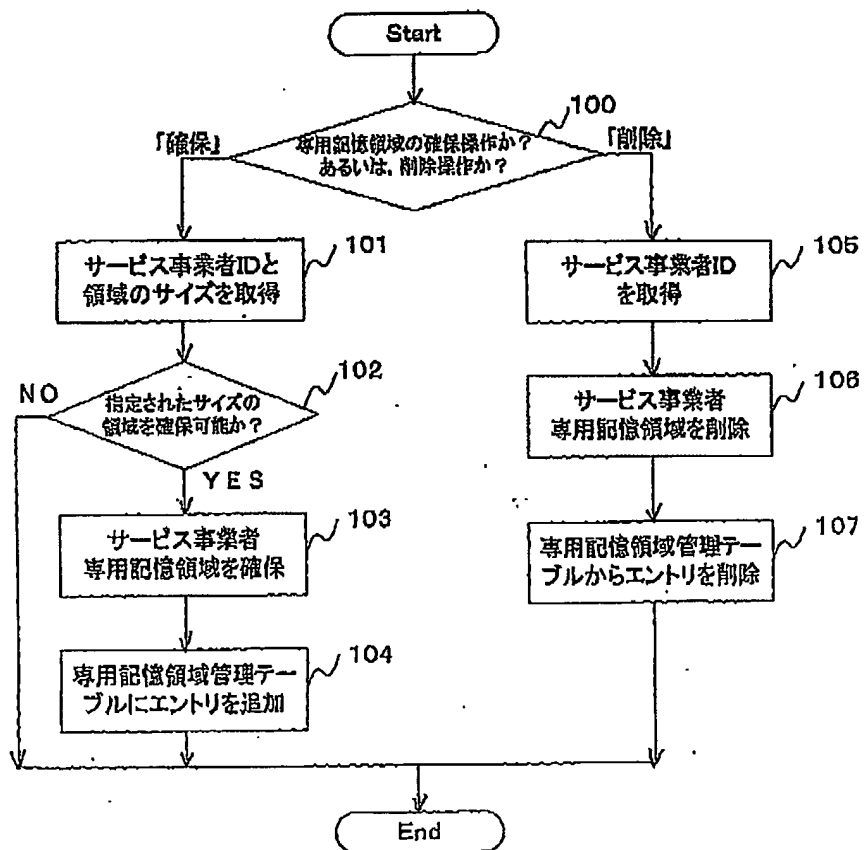 Start
100
専用記憶領域の確保操作か?
あるいは、削除操作か?
「確保」
「削除」
101
サービス事業者IDと
領域のサイズを取得
102
指定されたサイズの
領域を確保可能か?
NO
YES
103
サービス事業者
専用記憶領域を確保
104
専用記憶領域管理テー
ブルにエントリを追加
105
サービス事業者ID
を取得
106
サービス事業者
専用記憶領域を削除
107
専用記憶領域管理テー
ブルからエントリを削除
End